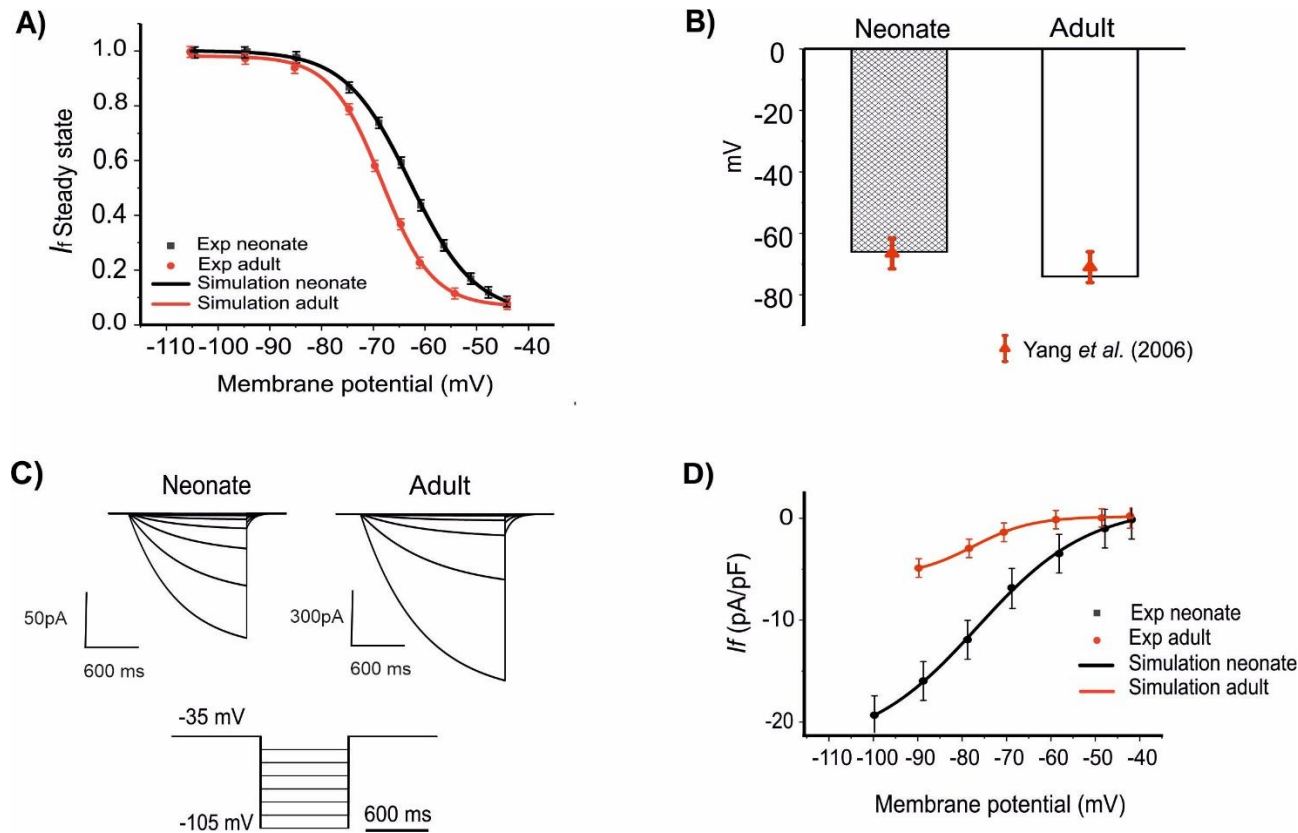 A)
I_f Steady state
1.0
0.8
0.6
0.4
0.2
0.0
Exp neonate
Exp adult
Simulation neonate
Simulation adult
-110 -100 -90 -80 -70 -60 -50 -40
Membrane potential (mV)
B)
Neonate Adult
mV
0
-20
-40
-60
-80
Yang et al. (2006)
C)
Neonate Adult
50pA
600 ms
300pA
600 ms
-35 mV
-105 mV
600 ms
D)
If (pA/pF)
0
-10
-20
Exp neonate
Exp adult
Simulation neonate
Simulation adult
-110 -100 -90 -80 -70 -60 -50 -40
Membrane potential (mV)